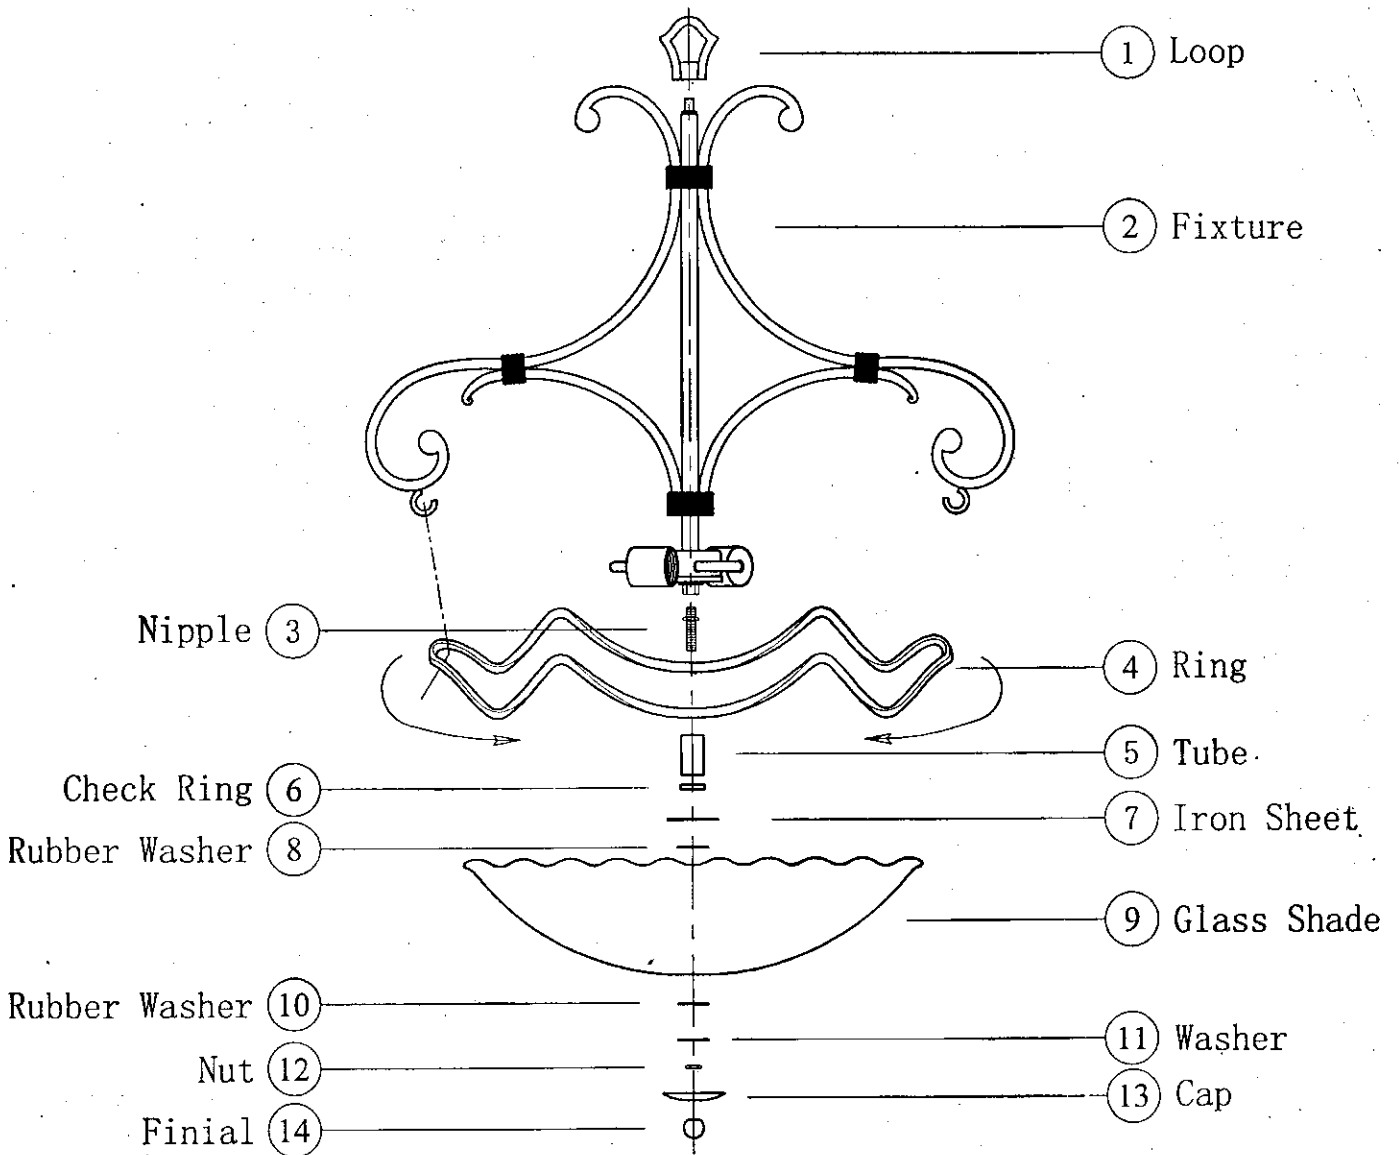 1 Loop
2 Fixture
Nipple 3
4 Ring
5 Tube
Check Ring 6
7 Iron Sheet
Rubber Washer 8
9 Glass Shade
Rubber Washer 10
11 Washer
Nut 12
13 Cap
Finial 14